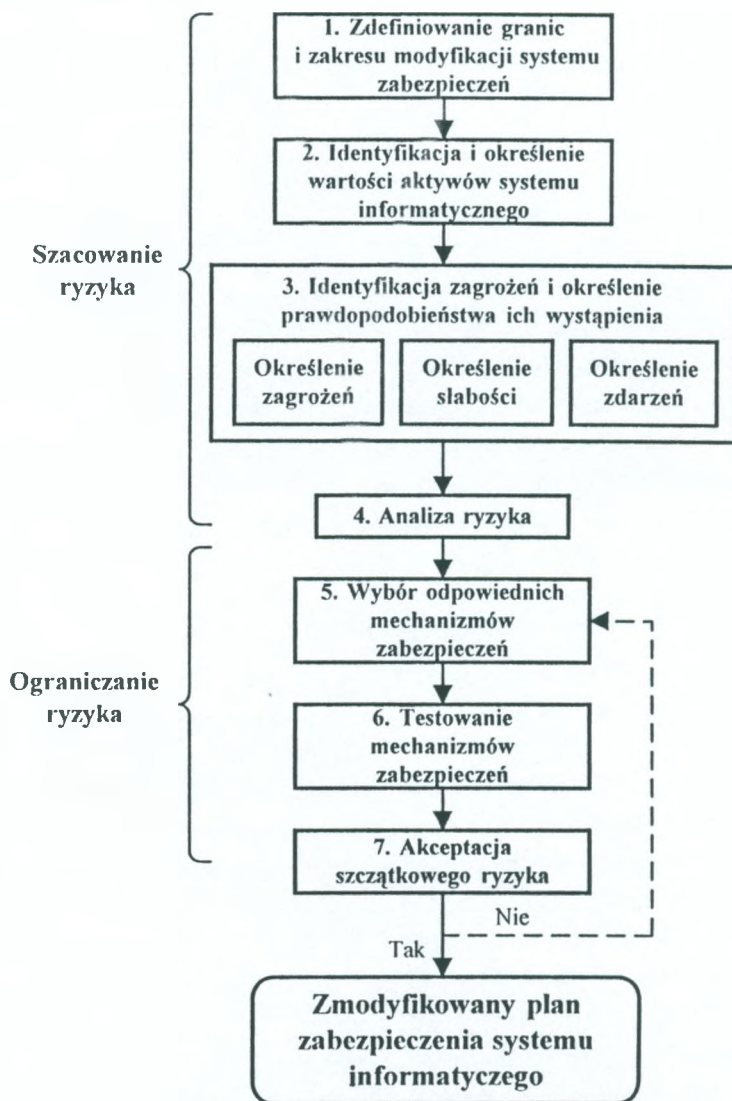 1. Zdefiniowanie granic
i zakresu modyfikacji systemu
zabezpieczeń
2. Identyfikacja i określenie
wartości aktywów systemu
informatycznego
Szacowanie
ryzyka
3. Identyfikacja zagrożeń i określenie
prawdopodobieństwa ich wystąpienia
Określenie
zagrożeń
Określenie
słabości
Określenie
zdarzeń
4. Analiza ryzyka
Ograniczanie
ryzyka
5. Wybór odpowiednich
mechanizmów
zabezpieczeń
6. Testowanie
mechanizmów
zabezpieczeń
7. Akceptacja
szczątkowego ryzyka
Nie
Tak
Zmodyfikowany plan
zabezpieczenia systemu
informatyczego